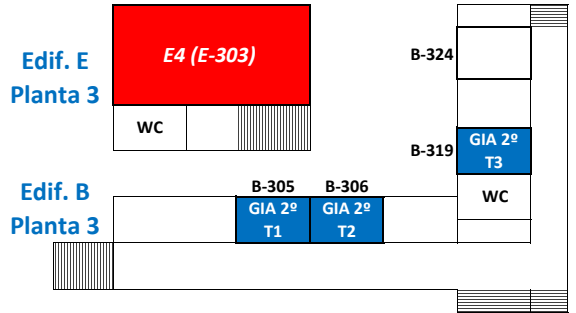 Edif. E
Planta 3
E4 (E-303)
WC
B-324
B-319
GIA 2º
T3
WC
Edif. B
Planta 3
B-305
B-306
GIA 2º
T1
GIA 2º
T2